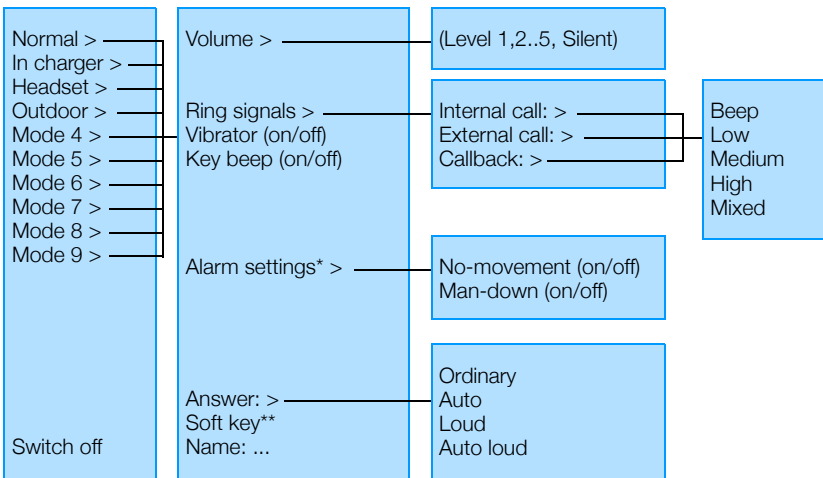 Normal >
In charger >
Headset >
Outdoor >
Mode 4 >
Mode 5 >
Mode 6 >
Mode 7 >
Mode 8 >
Mode 9 >
Switch off
Volume >
Ring signals >
Vibrator (on/off)
Key beep (on/off)
Alarm settings* >
Answer: >
Soft key**
Name: ...
(Level 1,2..5, Silent)
Internal call: >
External call: >
Callback: >
No-movement (on/off)
Man-down (on/off)
Ordinary
Auto
Loud
Auto loud
Beep
Low
Medium
High
Mixed